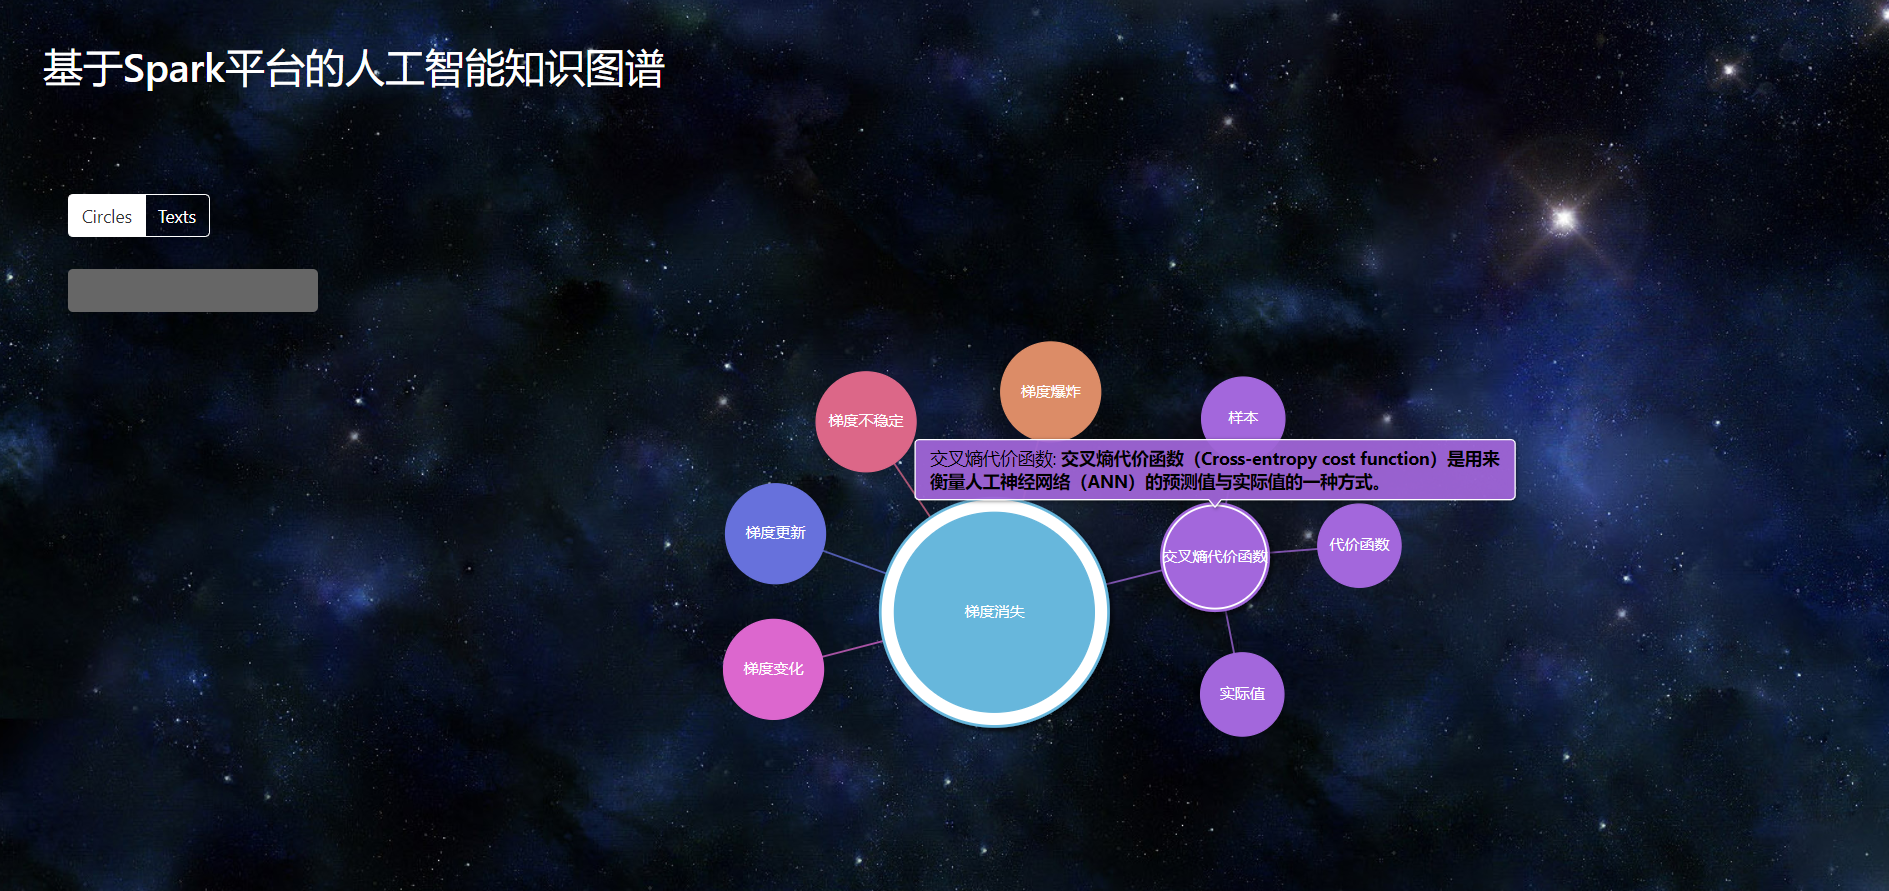 基于Spark平台的人工智能知识图谱
Circles
Texts
梯度爆炸
梯度不稳定
样本
交叉熵代价函数: 交叉熵代价函数（Cross-entropy cost function）是用来
衡量人工神经网络（ANN）的预测值与实际值的一种方式。
梯度更新
代价函数
交叉熵代价函数
梯度消失
梯度变化
实际值